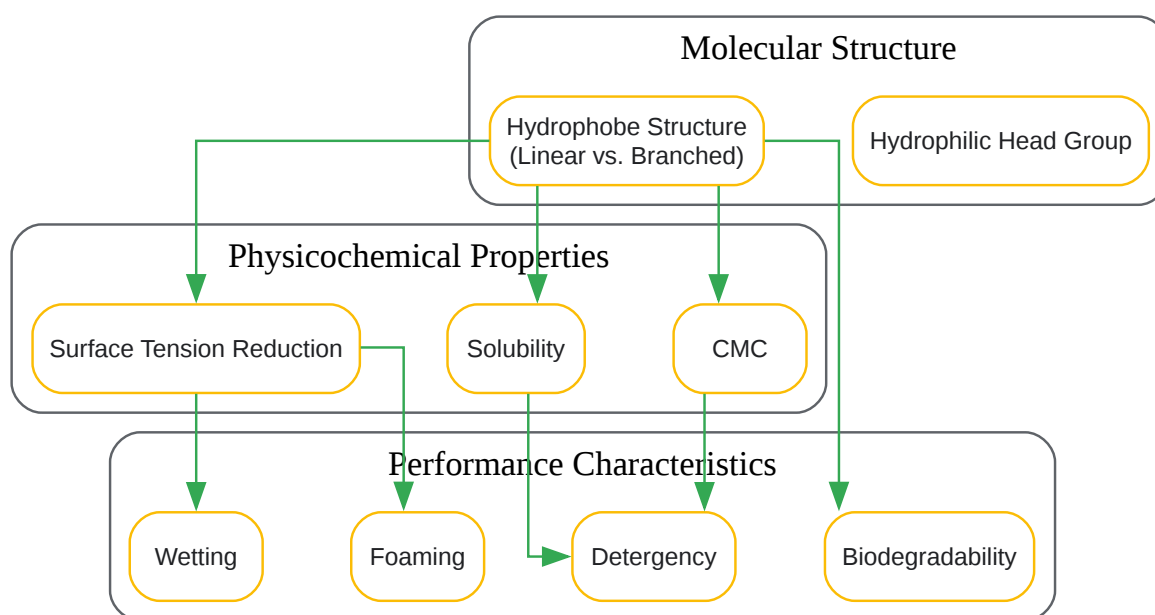 Molecular Structure
Hydrophobe Structure
(Linear vs. Branched)
Hydrophilic Head Group
Physicochemical Properties
Surface Tension Reduction
Solubility
CMC
Performance Characteristics
Wetting
Foaming
Detergency
Biodegradability